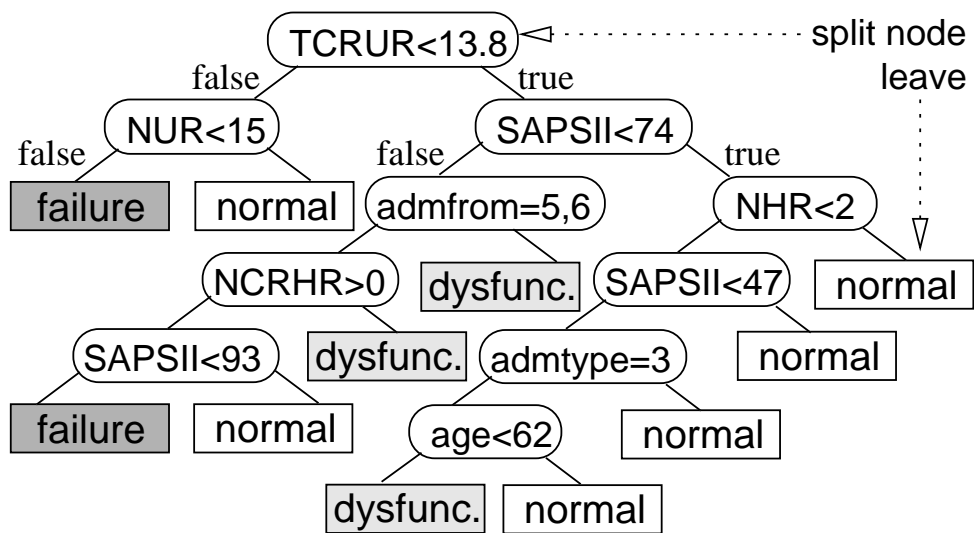 TCRUR<13.8
split node
leave
false
true
NUR<15
SAPSII<74
false
false
true
failure
normal
admfrom=5,6
NHR<2
NCRHR>0
dysfunc.
SAPSII<47
normal
SAPSII<93
dysfunc.
admtype=3
normal
failure
normal
age<62
normal
dysfunc.
normal